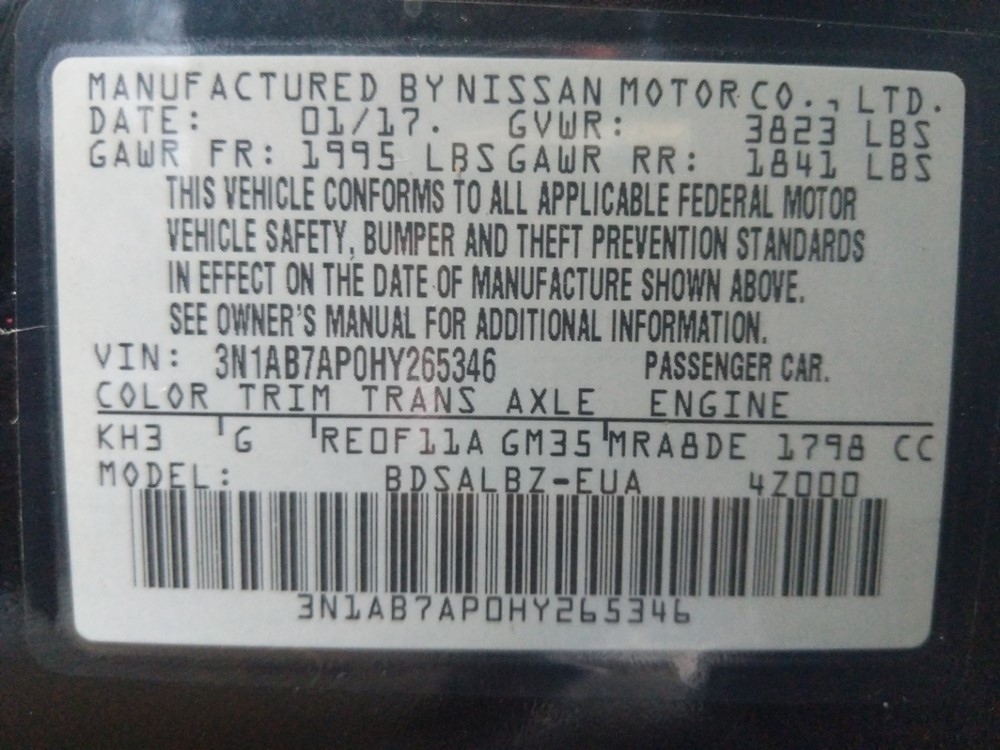 MANUFACTURED BY NISSAN MOTOR CO., LTD.
DATE: 01/17. GVWR: 3823 LBS
GAWR FR: 1995 LBS GAWR RR: 1841 LBS
THIS VEHICLE CONFORMS TO ALL APPLICABLE FEDERAL MOTOR
VEHICLE SAFETY, BUMPER AND THEFT PREVENTION STANDARDS
IN EFFECT ON THE DATE OF MANUFACTURE SHOWN ABOVE.
SEE OWNER'S MANUAL FOR ADDITIONAL INFORMATION.
VIN: 3N1AB7AP0HY265346 PASSENGER CAR.
COLOR TRIM TRANS AXLE ENGINE
KH3 G RE0F11A GM35 MRA8DE 1798 CC
MODEL: BDSALBZ-EUA 4Z000
3N1AB7AP0HY265346